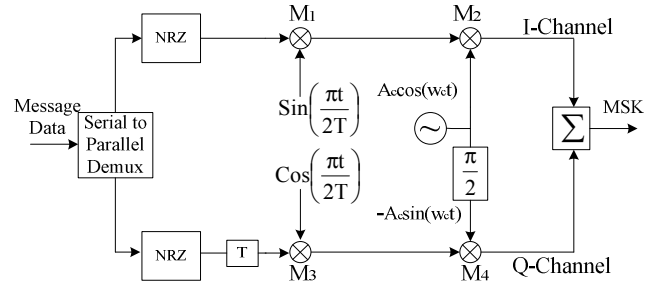 M1
M2
I-Channel
NRZ
Sin(πt/2T)
Accos(wct)
Message
Data
Serial to
Parallel
Demux
~
Σ
MSK
Cos(πt/2T)
π/2
-Acsin(wct)
NRZ
T
M3
M4
Q-Channel